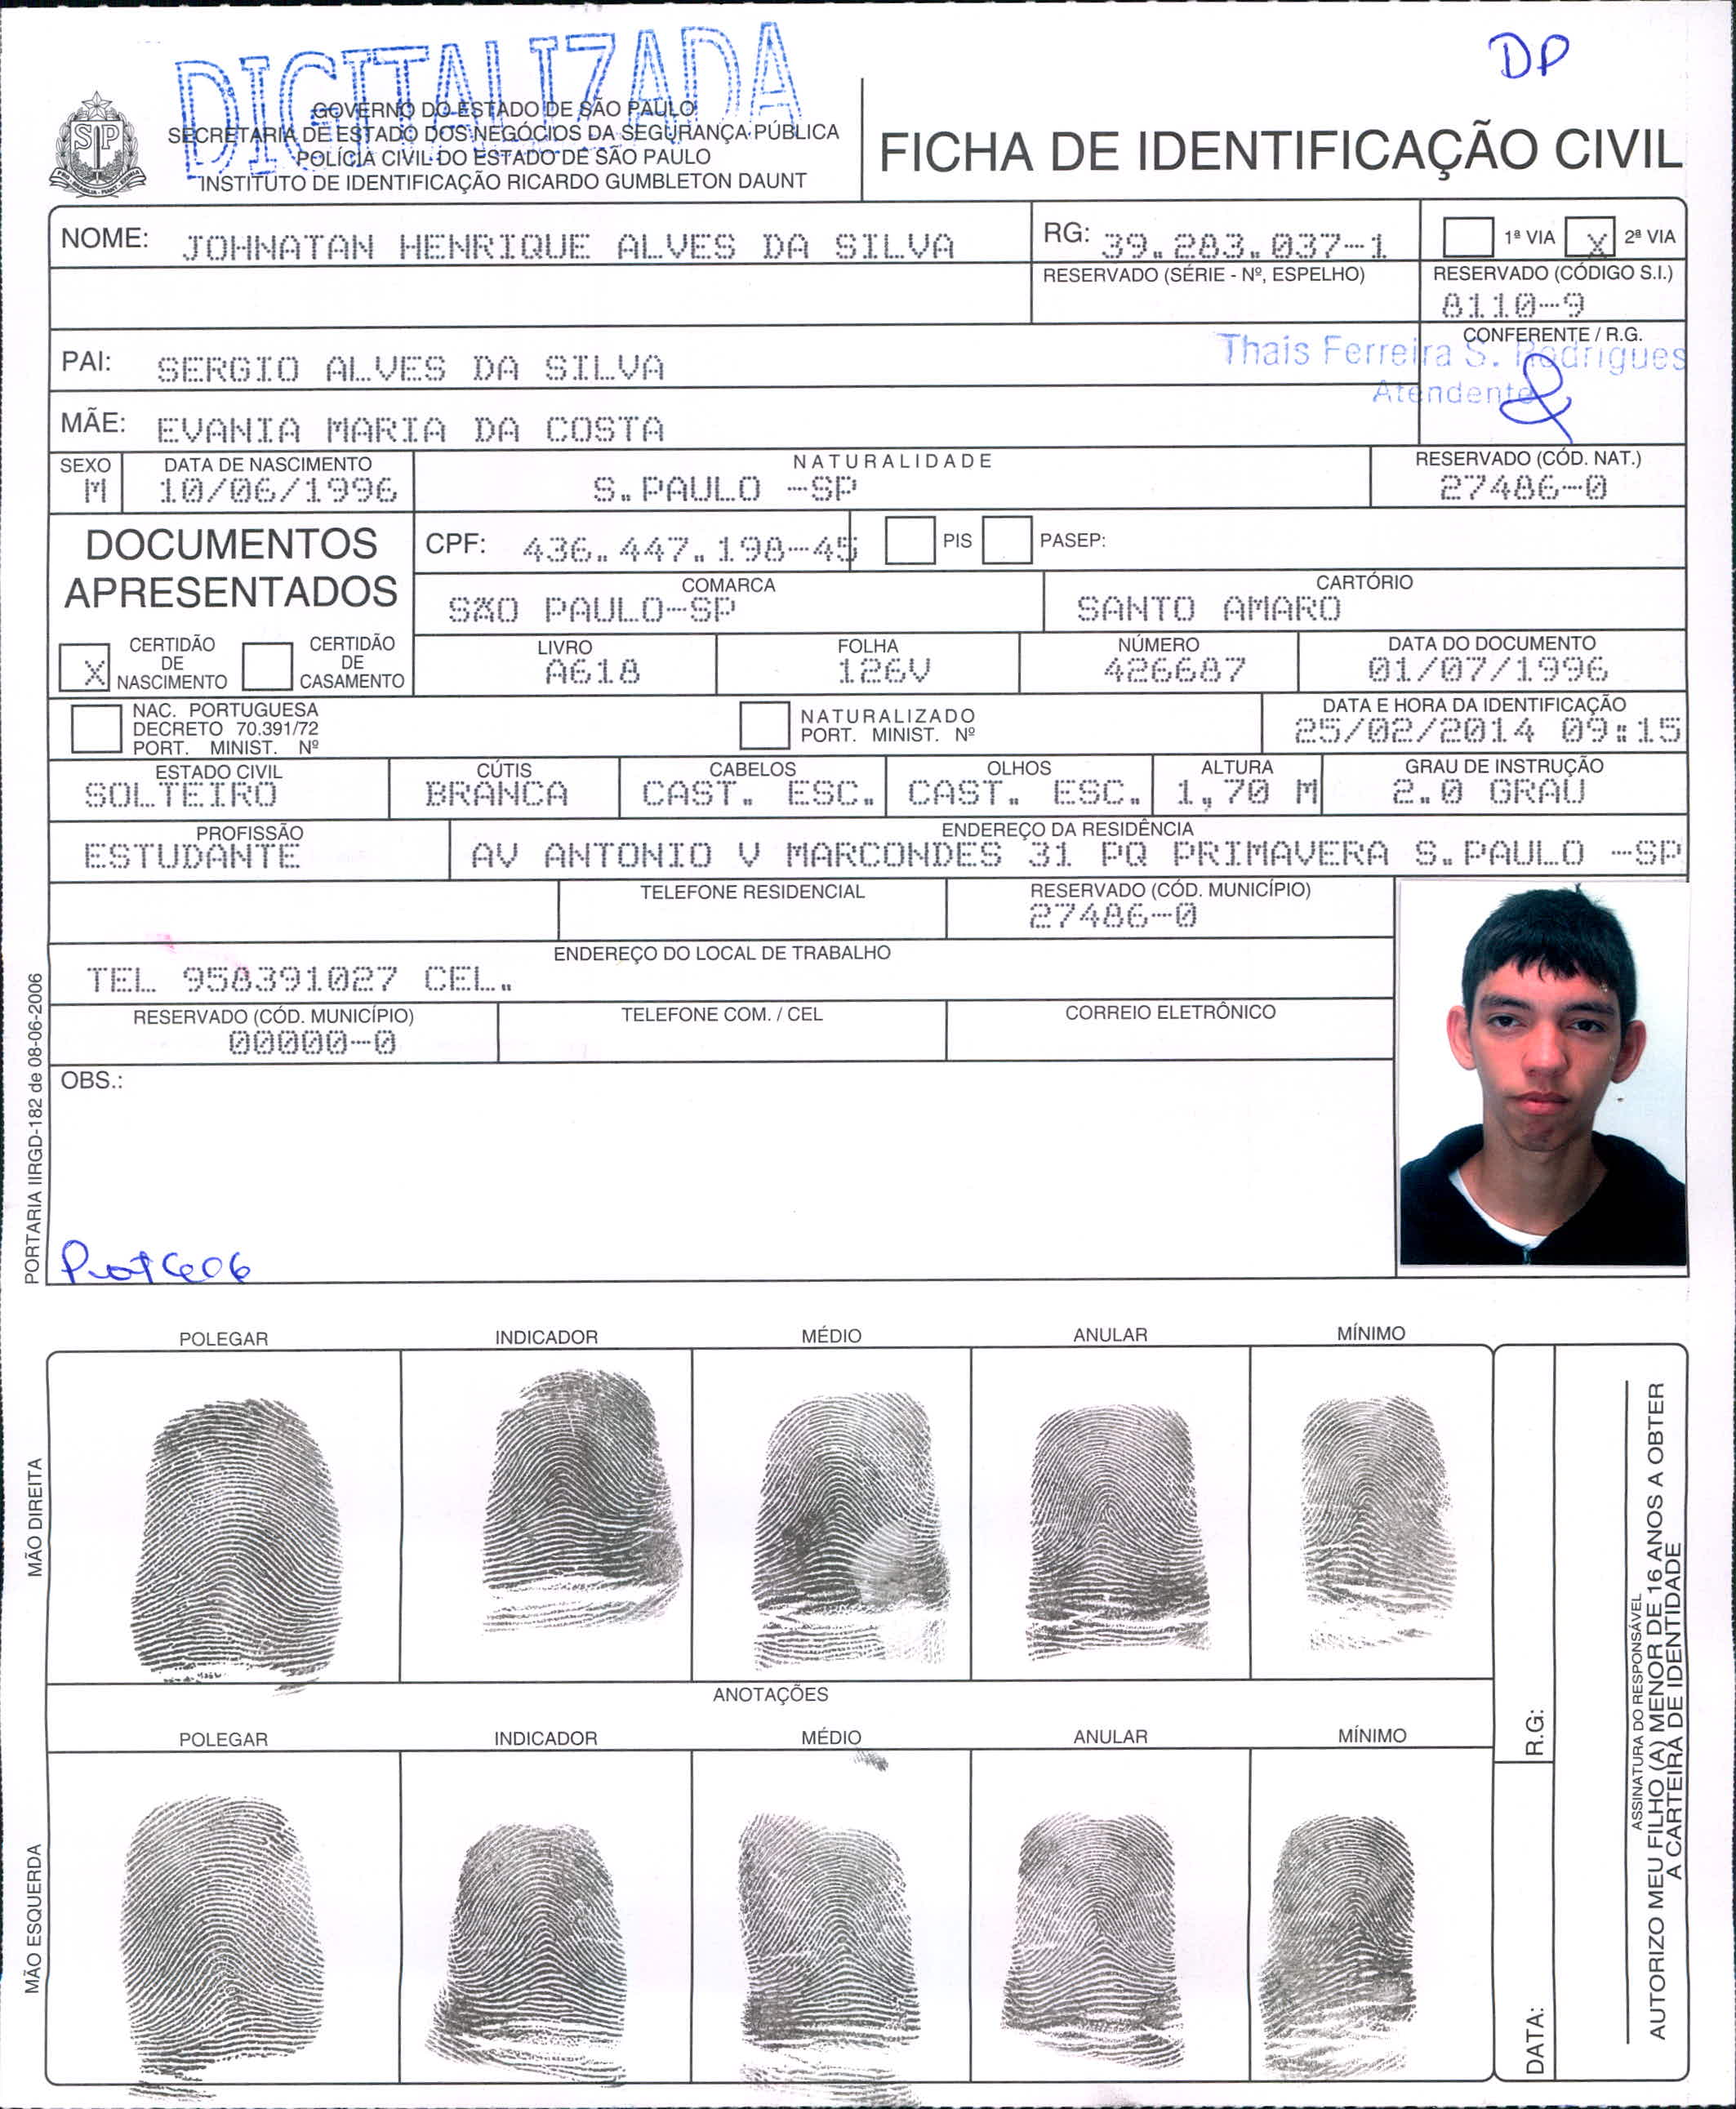 DIGITALIZADA
DP
GOVERNO DO ESTADO DE SÃO PAULO
SECRETARIA DE ESTADO DOS NEGÓCIOS DA SEGURANÇA PÚBLICA
POLÍCIA CIVIL DO ESTADO DE SÃO PAULO
INSTITUTO DE IDENTIFICAÇÃO RICARDO GUMBLETON DAUNT
SP
FICHA DE IDENTIFICAÇÃO CIVIL
NOME: JOHNATAN HENRIQUE ALVES DA SILVA
RG: 39.283.037-1
1ª VIA X 2ª VIA
RESERVADO (SÉRIE - Nº, ESPELHO)
RESERVADO (CÓDIGO S.I.)
8110-9
PAI: SERGIO ALVES DA SILVA
CONFERENTE / R.G.
Thais Ferreira S. Rodrigues
Atendente
MÃE: EVANIA MARIA DA COSTA
SEXO
M
DATA DE NASCIMENTO
10/06/1996
NATURALIDADE
S.PAULO -SP
RESERVADO (CÓD. NAT.)
27486-0
DOCUMENTOS
APRESENTADOS
CPF: 436.447.198-45
PIS
PASEP:
COMARCA
SÃO PAULO-SP
CARTÓRIO
SANTO AMARO
X CERTIDÃO
DE
NASCIMENTO
CERTIDÃO
DE
CASAMENTO
LIVRO
A618
FOLHA
126V
NÚMERO
426687
DATA DO DOCUMENTO
01/07/1996
NAC. PORTUGUESA
DECRETO 70.391/72
PORT. MINIST. Nº
NATURALIZADO
PORT. MINIST. Nº
DATA E HORA DA IDENTIFICAÇÃO
25/02/2014 09:15
ESTADO CIVIL
SOLTEIRO
CÚTIS
BRANCA
CABELOS
CAST. ESC.
OLHOS
CAST. ESC.
ALTURA
1,70 M
GRAU DE INSTRUÇÃO
2.0 GRAU
PROFISSÃO
ESTUDANTE
ENDEREÇO DA RESIDÊNCIA
AV ANTONIO V MARCONDES 31 PQ PRIMAVERA S.PAULO -SP
TELEFONE RESIDENCIAL
RESERVADO (CÓD. MUNICÍPIO)
27486-0
ENDEREÇO DO LOCAL DE TRABALHO
TEL 958391027 CEL.
RESERVADO (CÓD. MUNICÍPIO)
00000-0
TELEFONE COM. / CEL
CORREIO ELETRÔNICO
OBS.:
PORTARIA IIRGD-182 de 08-06-2006
POLEGAR INDICADOR MÉDIO ANULAR MÍNIMO
MÃO DIREITA
ANOTAÇÕES
POLEGAR INDICADOR MÉDIO ANULAR MÍNIMO
MÃO ESQUERDA
R.G:
DATA:
ASSINATURA DO RESPONSÁVEL
AUTORIZO MEU FILHO (A) MENOR DE 16 ANOS A OBTER
A CARTEIRA DE IDENTIDADE